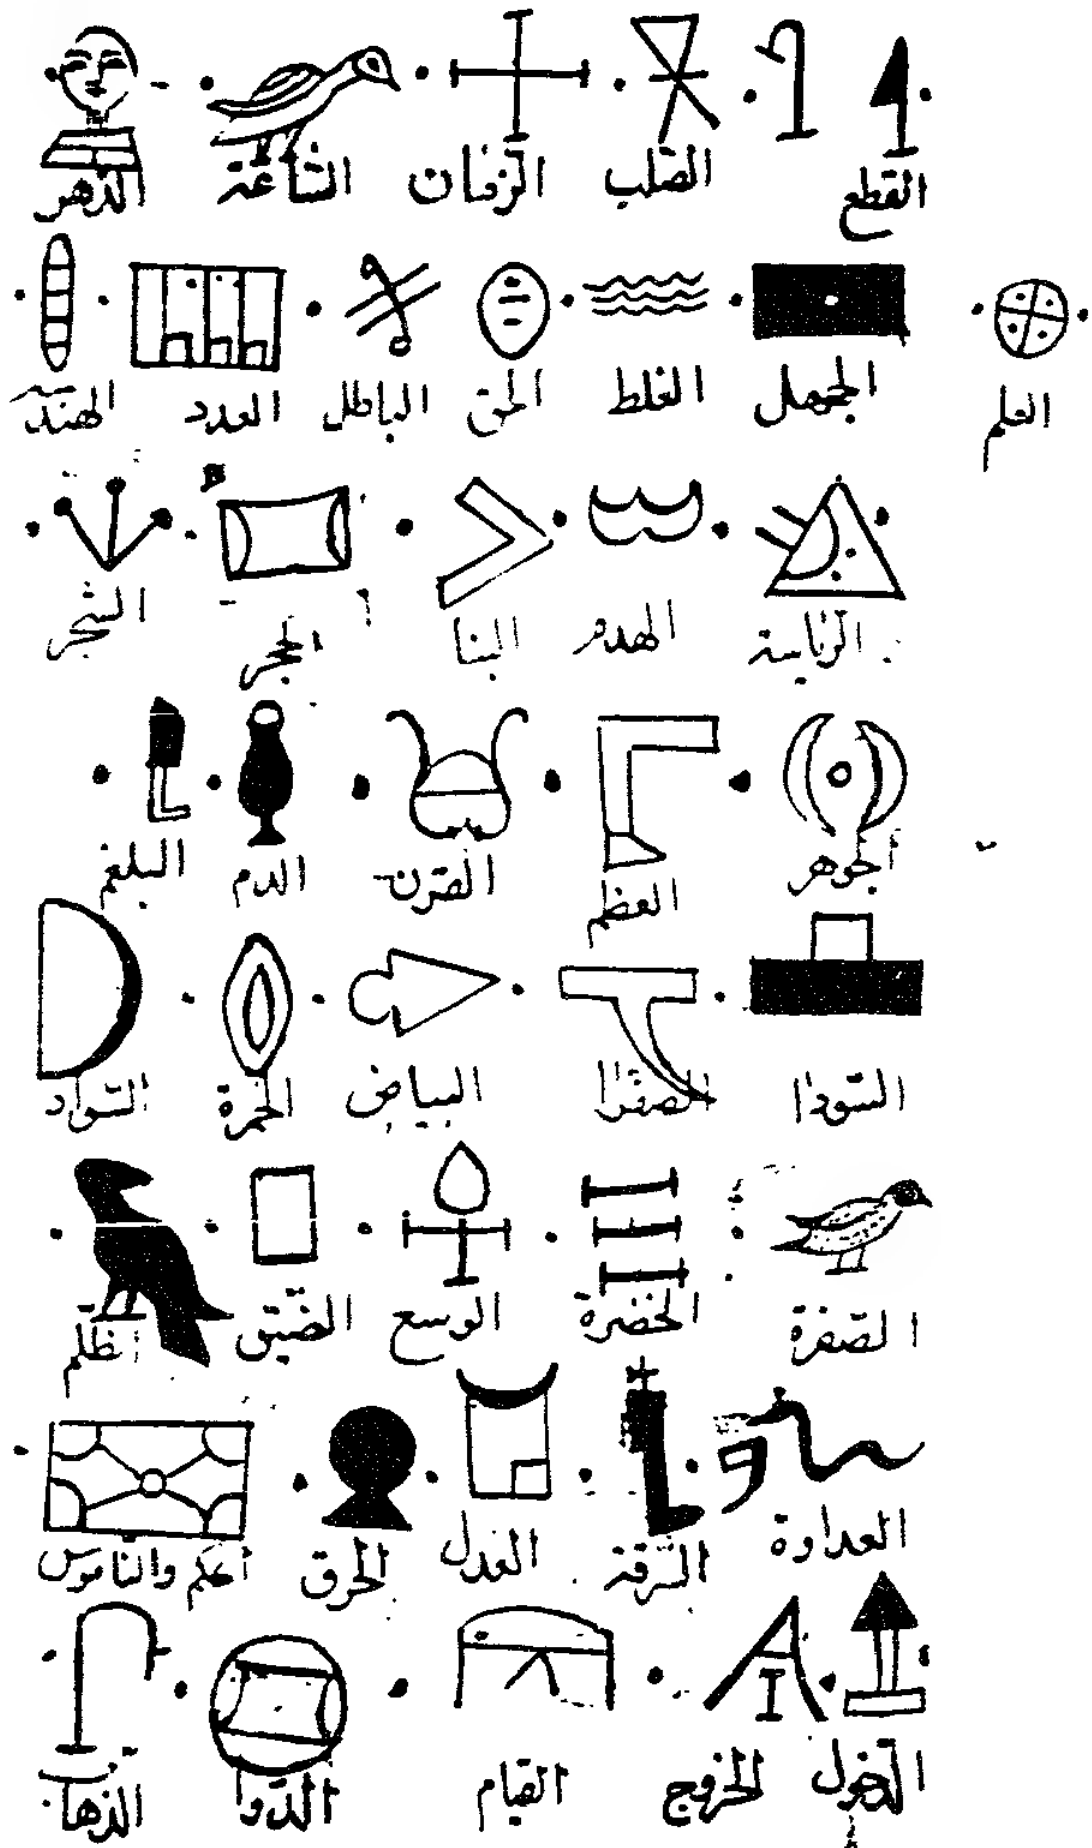 القطع الصلب الزمان الساعة الدهر
العلم الجهل الغلط الحق الباطل العدد الهندسة
الرياسة الهدم البنا الحجر الشجر
الجوهر العظم القرن الدم البلغم
السودا الصفرا البياض الحمرة السواد
الصفرة الخضرة الوسع الضيق الظلم
العداوة السرقة العدل الحرق الحكم والناموس
الدخول الخروج القيام الدوا الذهاب